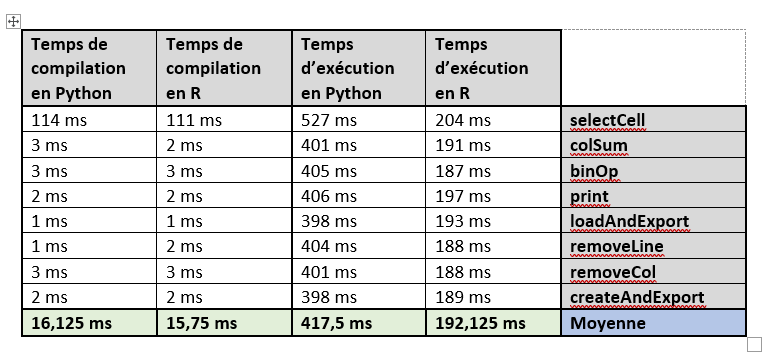 Temps de compilation en Python Temps de compilation en R Temps d’exécution en Python Temps d’exécution en R
114 ms 111 ms 527 ms 204 ms selectCell
3 ms 2 ms 401 ms 191 ms colSum
3 ms 3 ms 405 ms 187 ms binOp
2 ms 2 ms 406 ms 197 ms print
1 ms 1 ms 398 ms 193 ms loadAndExport
1 ms 2 ms 404 ms 188 ms removeLine
3 ms 3 ms 401 ms 188 ms removeCol
2 ms 2 ms 398 ms 189 ms createAndExport
16,125 ms 15,75 ms 417,5 ms 192,125 ms Moyenne